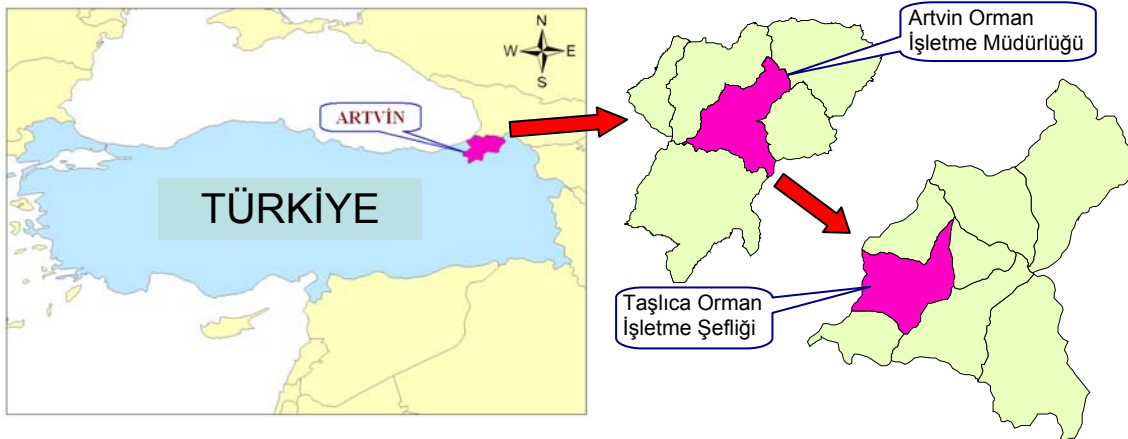 N
W E
S
ARTVİN
TÜRKİYE
Artvin Orman
İşletme Müdürlüğü
Taşlıca Orman
İşletme Şefliği